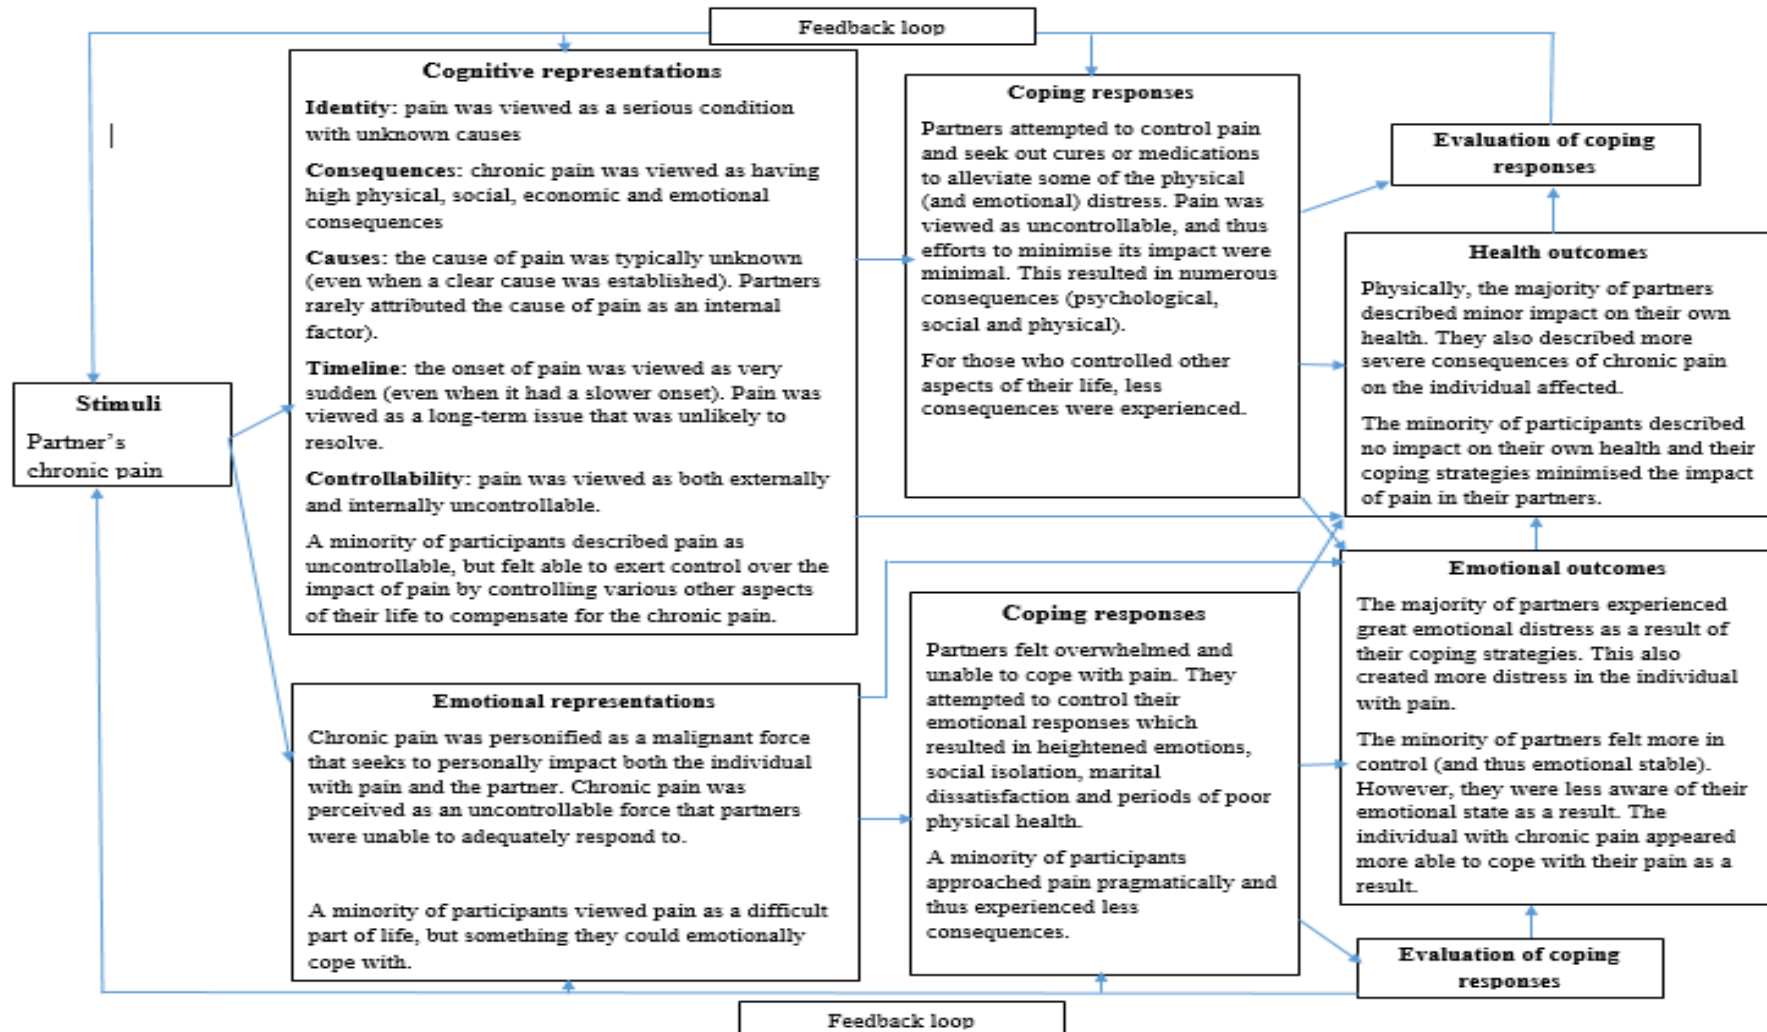 Feedback loop
Cognitive representations
Identity: pain was viewed as a serious condition
with unknown causes
Consequences: chronic pain was viewed as having
high physical, social, economic and emotional
consequences
Causes: the cause of pain was typically unknown
(even when a clear cause was established). Partners
rarely attributed the cause of pain as an internal
factor).
Timeline: the onset of pain was viewed as very
sudden (even when it had a slower onset). Pain was
viewed as a long-term issue that was unlikely to
resolve.
Controllability: pain was viewed as both externally
and internally uncontrollable.
A minority of participants described pain as
uncontrollable, but felt able to exert control over the
impact of pain by controlling various other aspects
of their life to compensate for the chronic pain.
Coping responses
Partners attempted to control pain
and seek out cures or medications
to alleviate some of the physical
(and emotional) distress. Pain was
viewed as uncontrollable, and thus
efforts to minimise its impact were
minimal. This resulted in numerous
consequences (psychological,
social and physical).
For those who controlled other
aspects of their life, less
consequences were experienced.
Evaluation of coping
responses
Health outcomes
Physically, the majority of partners
described minor impact on their own
health. They also described more
severe consequences of chronic pain
on the individual affected.
The minority of participants described
no impact on their own health and their
coping strategies minimised the impact
of pain in their partners.
Stimuli
Partner's
chronic pain
Emotional representations
Chronic pain was personified as a malignant force
that seeks to personally impact both the individual
with pain and the partner. Chronic pain was
perceived as an uncontrollable force that partners
were unable to adequately respond to.
A minority of participants viewed pain as a difficult
part of life, but something they could emotionally
cope with.
Coping responses
Partners felt overwhelmed and
unable to cope with pain. They
attempted to control their
emotional responses which
resulted in heightened emotions,
social isolation, marital
dissatisfaction and periods of poor
physical health.
A minority of participants
approached pain pragmatically and
thus experienced less
consequences.
Emotional outcomes
The majority of partners experienced
great emotional distress as a result of
their coping strategies. This also
created more distress in the individual
with pain.
The minority of partners felt more in
control (and thus emotional stable).
However, they were less aware of their
emotional state as a result. The
individual with chronic pain appeared
more able to cope with their pain as a
result.
Evaluation of coping
responses
Feedback loop